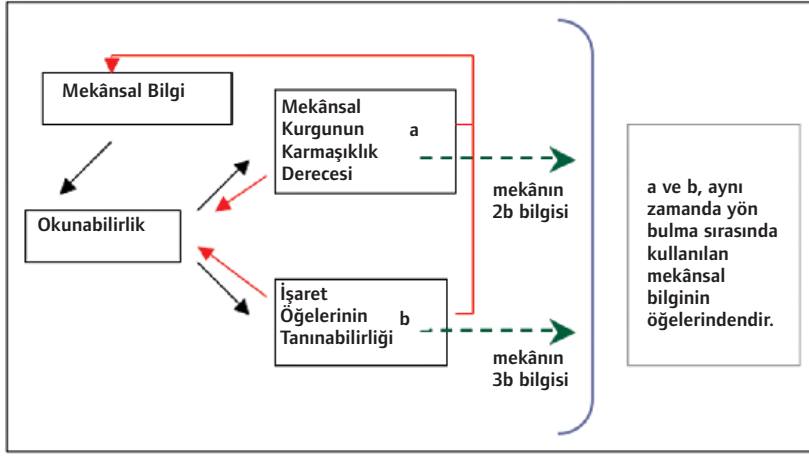 Mekânsal Bilgi
Okunabilirlik
Mekânsal
Kurgunun
Karmaşıklık
Derecesi
a
İşaret
Öğelerinin
Tanınabilirliği
b
mekânın
2b bilgisi
mekânın
3b bilgisi
a ve b, aynı
zamanda yön
bulma sırasında
kullanılan
mekânsal
bilginin
öğelerindendir.